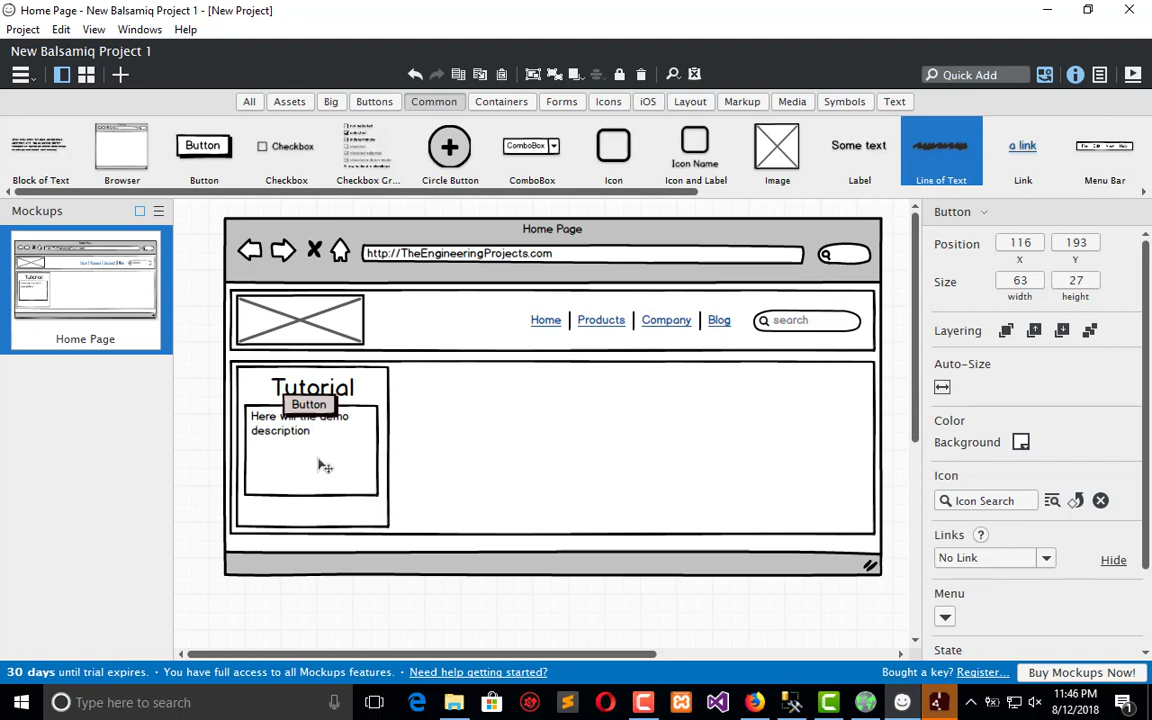 Home Page - New Balsamiq Project 1 - [New Project]
Project Edit View Windows Help
New Balsamiq Project 1
Quick Add
All Assets Big Buttons Common Containers Forms Icons iOS Layout Markup Media Symbols Text
Button
Checkbox
ComboBox
Icon Name
Some text
a link
Block of Text Browser Button Checkbox Checkbox Gr... Circle Button ComboBox Icon Icon and Label Image Label Line of Text Link Menu Bar
Mockups
Tutorial
Home Page
Home Page
http://TheEngineeringProjects.com
Home Products Company Blog search
Tutorial
Button
Here will the demo
description
Button
Position 116 193
X Y
Size 63 27
width height
Layering
Auto-Size
Color
Background
Icon
Icon Search
Links ?
No Link Hide
Menu
State
30 days until trial expires. • You have full access to all Mockups features. Need help getting started?
Bought a key? Register... Buy Mockups Now!
Type here to search
11:46 PM
8/12/2018
1